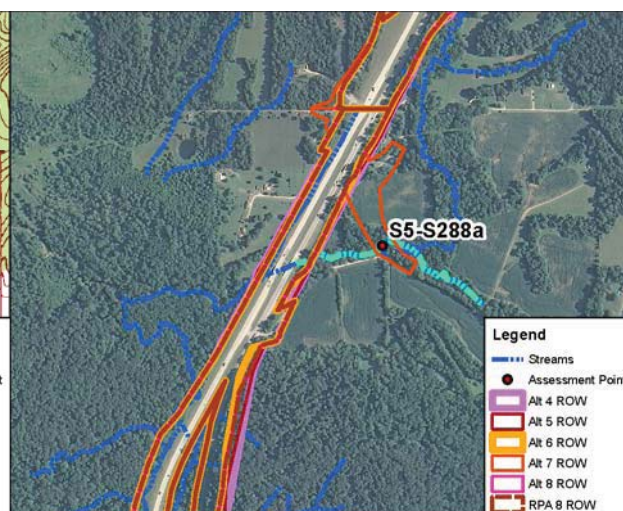 S5-S288a
Legend
Streams
Assessment Point
Alt 4 ROW
Alt 5 ROW
Alt 6 ROW
Alt 7 ROW
Alt 8 ROW
RPA 8 ROW